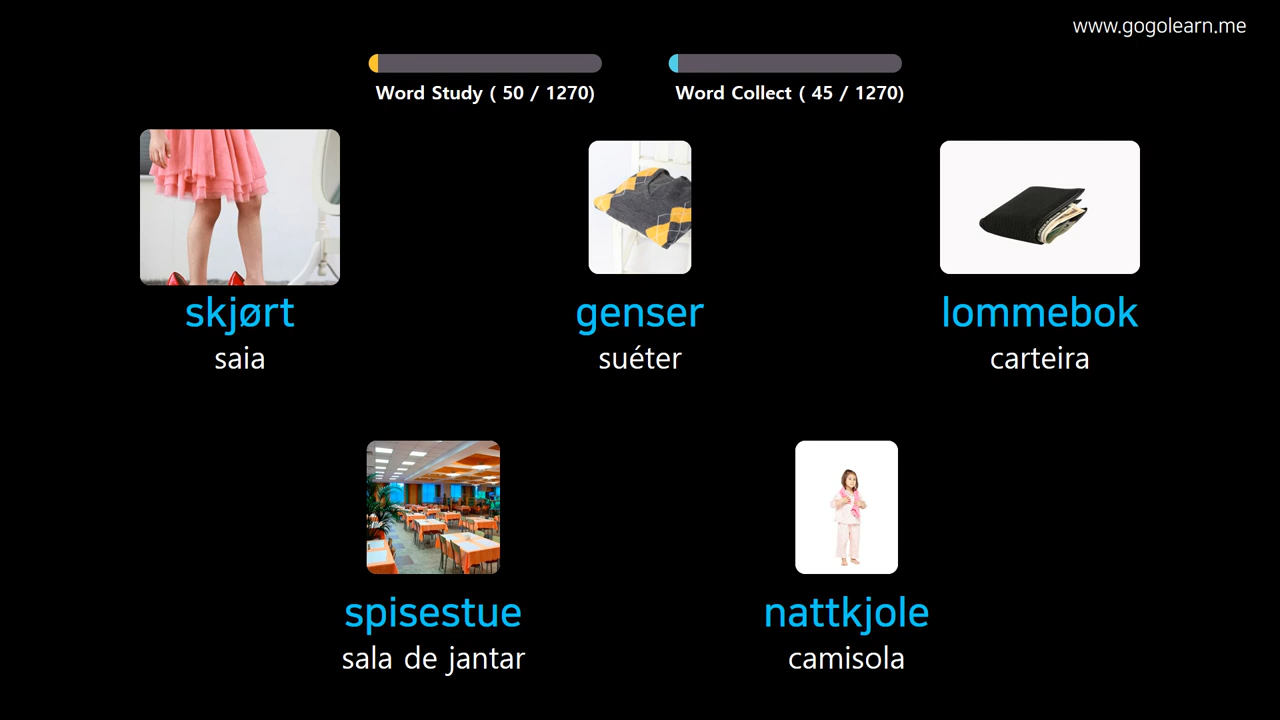 www.gogolearn.me
Word Study ( 50 / 1270)
Word Collect ( 45 / 1270)
skjørt
saia
genser
suéter
lommebok
carteira
spisestue
sala de jantar
nattkjole
camisola